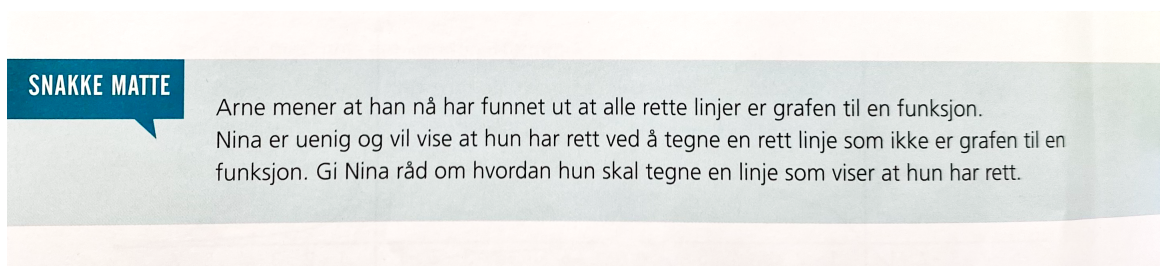 SNAKKE MATTE
Arne mener at han nå har funnet ut at alle rette linjer er grafen til en funksjon.
Nina er uenig og vil vise at hun har rett ved å tegne en rett linje som ikke er grafen til en
funksjon. Gi Nina råd om hvordan hun skal tegne en linje som viser at hun har rett.